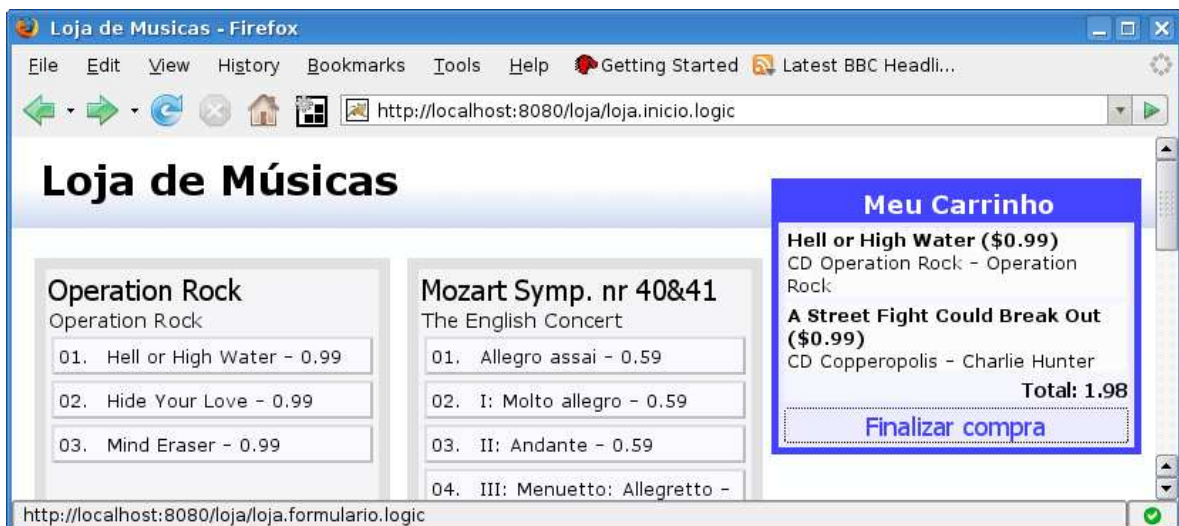 Loja de Musicas - Firefox
File Edit View History Bookmarks Tools Help Getting Started Latest BBC Headli...
http://localhost:8080/loja/loja.inicio.logic
Loja de Músicas
Operation Rock
Operation Rock
01. Hell or High Water - 0.99
02. Hide Your Love - 0.99
03. Mind Eraser - 0.99
Mozart Symp. nr 40&41
The English Concert
01. Allegro assai - 0.59
02. I: Molto allegro - 0.59
03. II: Andante - 0.59
04. III: Menuetto: Allegretto -
Meu Carrinho
Hell or High Water ($0.99)
CD Operation Rock - Operation
Rock
A Street Fight Could Break Out
($0.99)
CD Copperopolis - Charlie Hunter
Total: 1.98
Finalizar compra
http://localhost:8080/loja/loja.formulario.logic